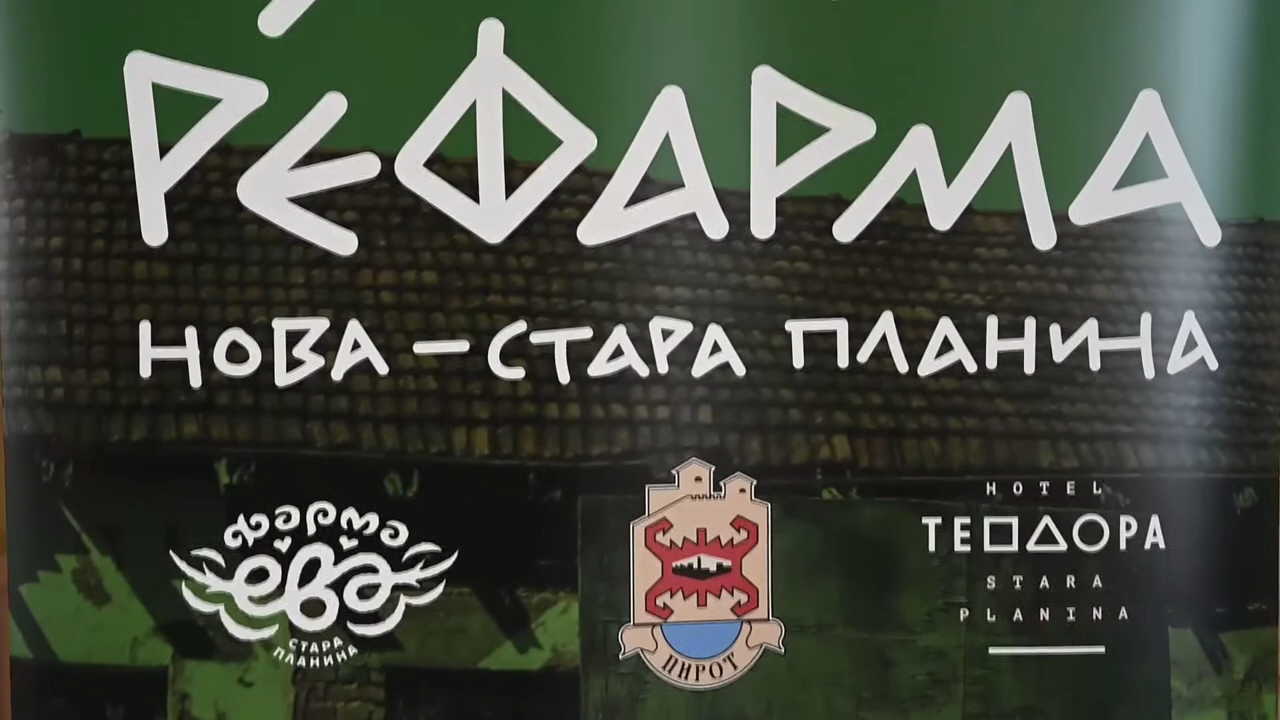 РЕФАРМА
НОВА – СТАРА ПЛАНИНА
фарма
ева
СТАРА
ПЛАНИНА
ПИРОТ
HOTEL
ТЕОДОРА
STARA
PLANINA